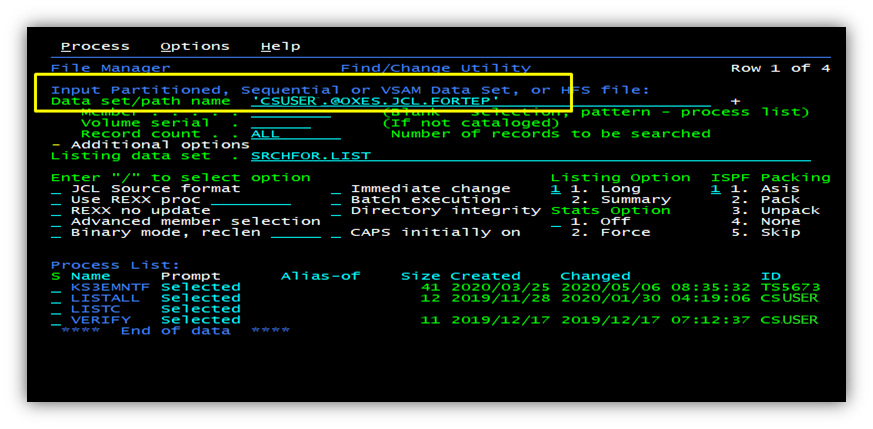 Process Options Help
File Manager Find/Change Utility Row 1 of 4
Input Partitioned, Sequential or VSAM Data Set, or HFS file:
Data set/path name 'CSUSER.@OXES.JCL.FORTEP' +
Member . . . . . (Blank - selection, pattern - process list)
Volume serial . (If not cataloged)
Record count . . ALL Number of records to be searched
- Additional options
Listing data set . SRCHFOR.LIST
Enter "/" to select option Listing Option ISPF Packing
_ JCL Source format _ Immediate change 1 1. Long 1 1. Asis
_ Use REXX proc _ Batch execution 2. Summary 2. Pack
_ REXX no update _ Directory integrity Stats Option 3. Unpack
_ Advanced member selection _ 1. Off 4. None
_ Binary mode, reclen _ CAPS initially on 2. Force 5. Skip
Process List:
S Name Prompt Alias-of Size Created Changed ID
_ KS3EMNTF Selected 41 2020/03/25 2020/05/06 08:35:32 TS5673
_ LISTALL Selected 12 2019/11/28 2020/01/30 04:19:06 CSUSER
_ LISTC Selected
_ VERIFY Selected 11 2019/12/17 2019/12/17 07:12:37 CSUSER
**** End of data ****